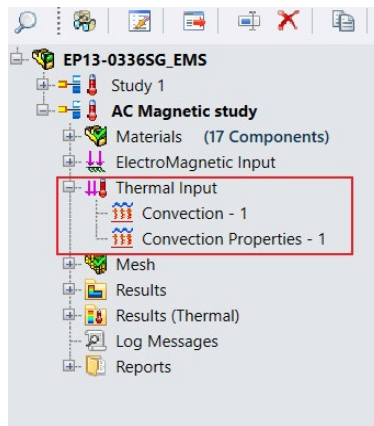 EP13-0336SG_EMS
Study 1
AC Magnetic study
Materials (17 Components)
ElectroMagnetic Input
Thermal Input
Convection - 1
Convection Properties - 1
Mesh
Results
Results (Thermal)
Log Messages
Reports